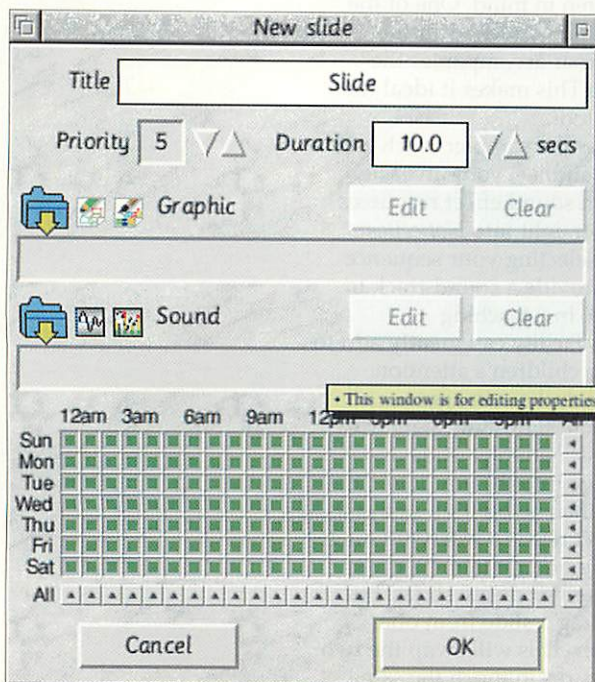 New slide
Title Slide
Priority 5 Duration 10.0 secs
Graphic Edit Clear
Sound Edit Clear
• This window is for editing properties
12am 3am 6am 9am
Sun
Mon
Tue
Wed
Thu
Fri
Sat
All
Cancel OK